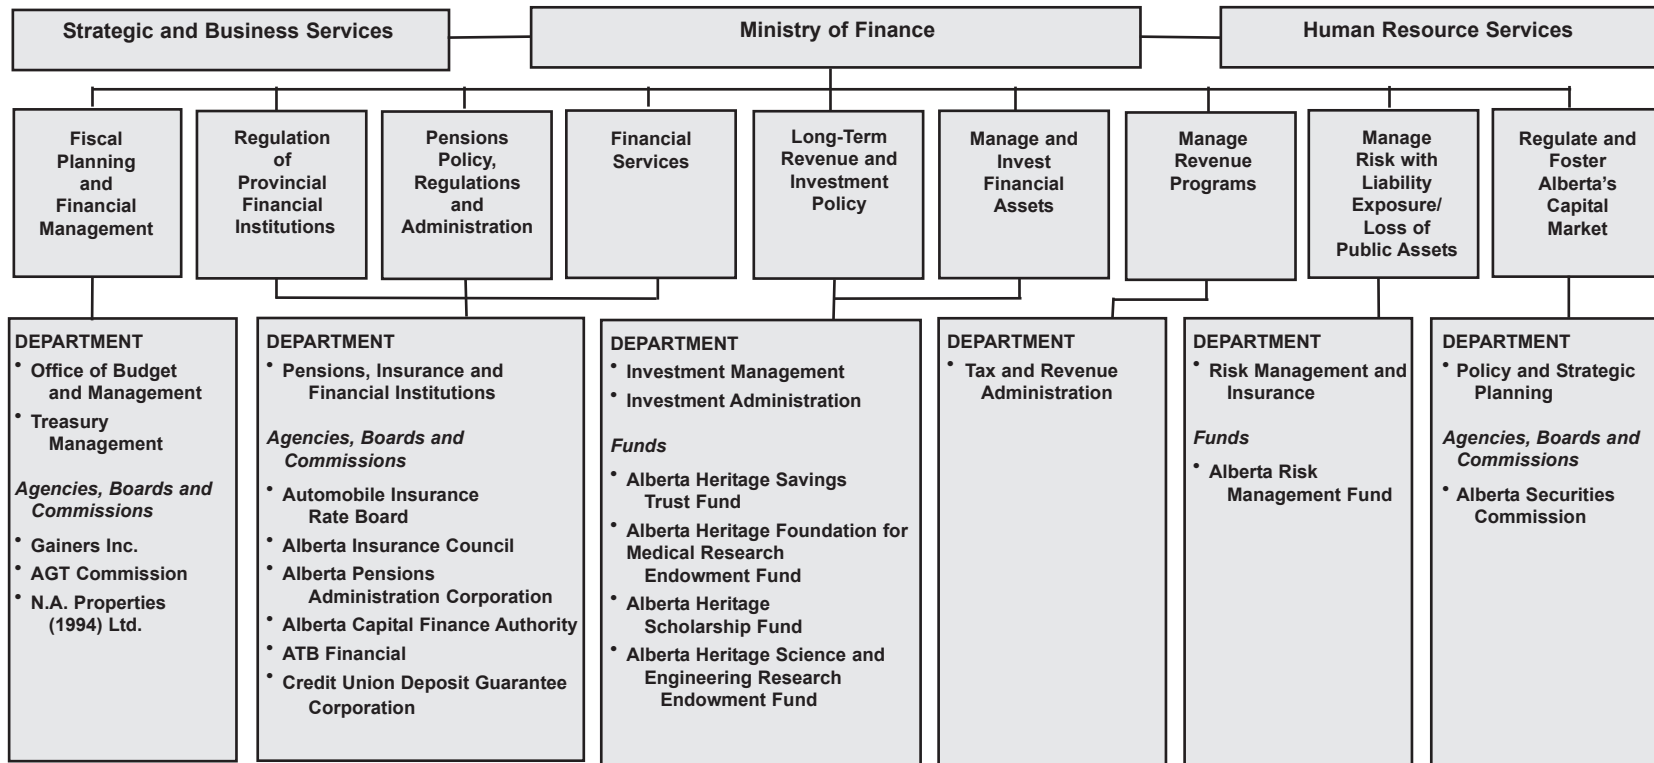 Strategic and Business Services
Ministry of Finance
Human Resource Services
Fiscal
Planning
and
Financial
Management
Regulation
of
Provincial
Financial
Institutions
Pensions
Policy,
Regulations
and
Administration
Financial
Services
Long-Term
Revenue and
Investment
Policy
Manage and
Invest
Financial
Assets
Manage
Revenue
Programs
Manage
Risk with
Liability
Exposure/
Loss of
Public Assets
Regulate and
Foster
Alberta’s
Capital
Market
DEPARTMENT
• Office of Budget
and Management
• Treasury
Management
Agencies, Boards and
Commissions
• Gainers Inc.
• AGT Commission
• N.A. Properties
(1994) Ltd.
DEPARTMENT
• Pensions, Insurance and
Financial Institutions
Agencies, Boards and
Commissions
• Automobile Insurance
Rate Board
• Alberta Insurance Council
• Alberta Pensions
Administration Corporation
• Alberta Capital Finance Authority
• ATB Financial
• Credit Union Deposit Guarantee
Corporation
DEPARTMENT
• Investment Management
• Investment Administration
Funds
• Alberta Heritage Savings
Trust Fund
• Alberta Heritage Foundation for
Medical Research
Endowment Fund
• Alberta Heritage
Scholarship Fund
• Alberta Heritage Science and
Engineering Research
Endowment Fund
DEPARTMENT
• Tax and Revenue
Administration
DEPARTMENT
• Risk Management and
Insurance
Funds
• Alberta Risk
Management Fund
DEPARTMENT
• Policy and Strategic
Planning
Agencies, Boards and
Commissions
• Alberta Securities
Commission